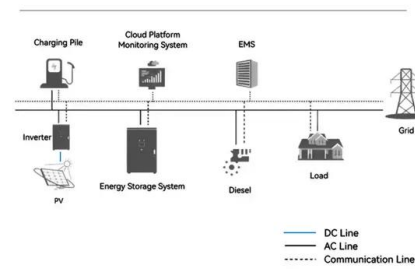 Charging Pile
Cloud Platform
Monitoring System
EMS
Grid
Inverter
PV
Energy Storage System
Diesel
Load
DC Line
AC Line
Communication Line